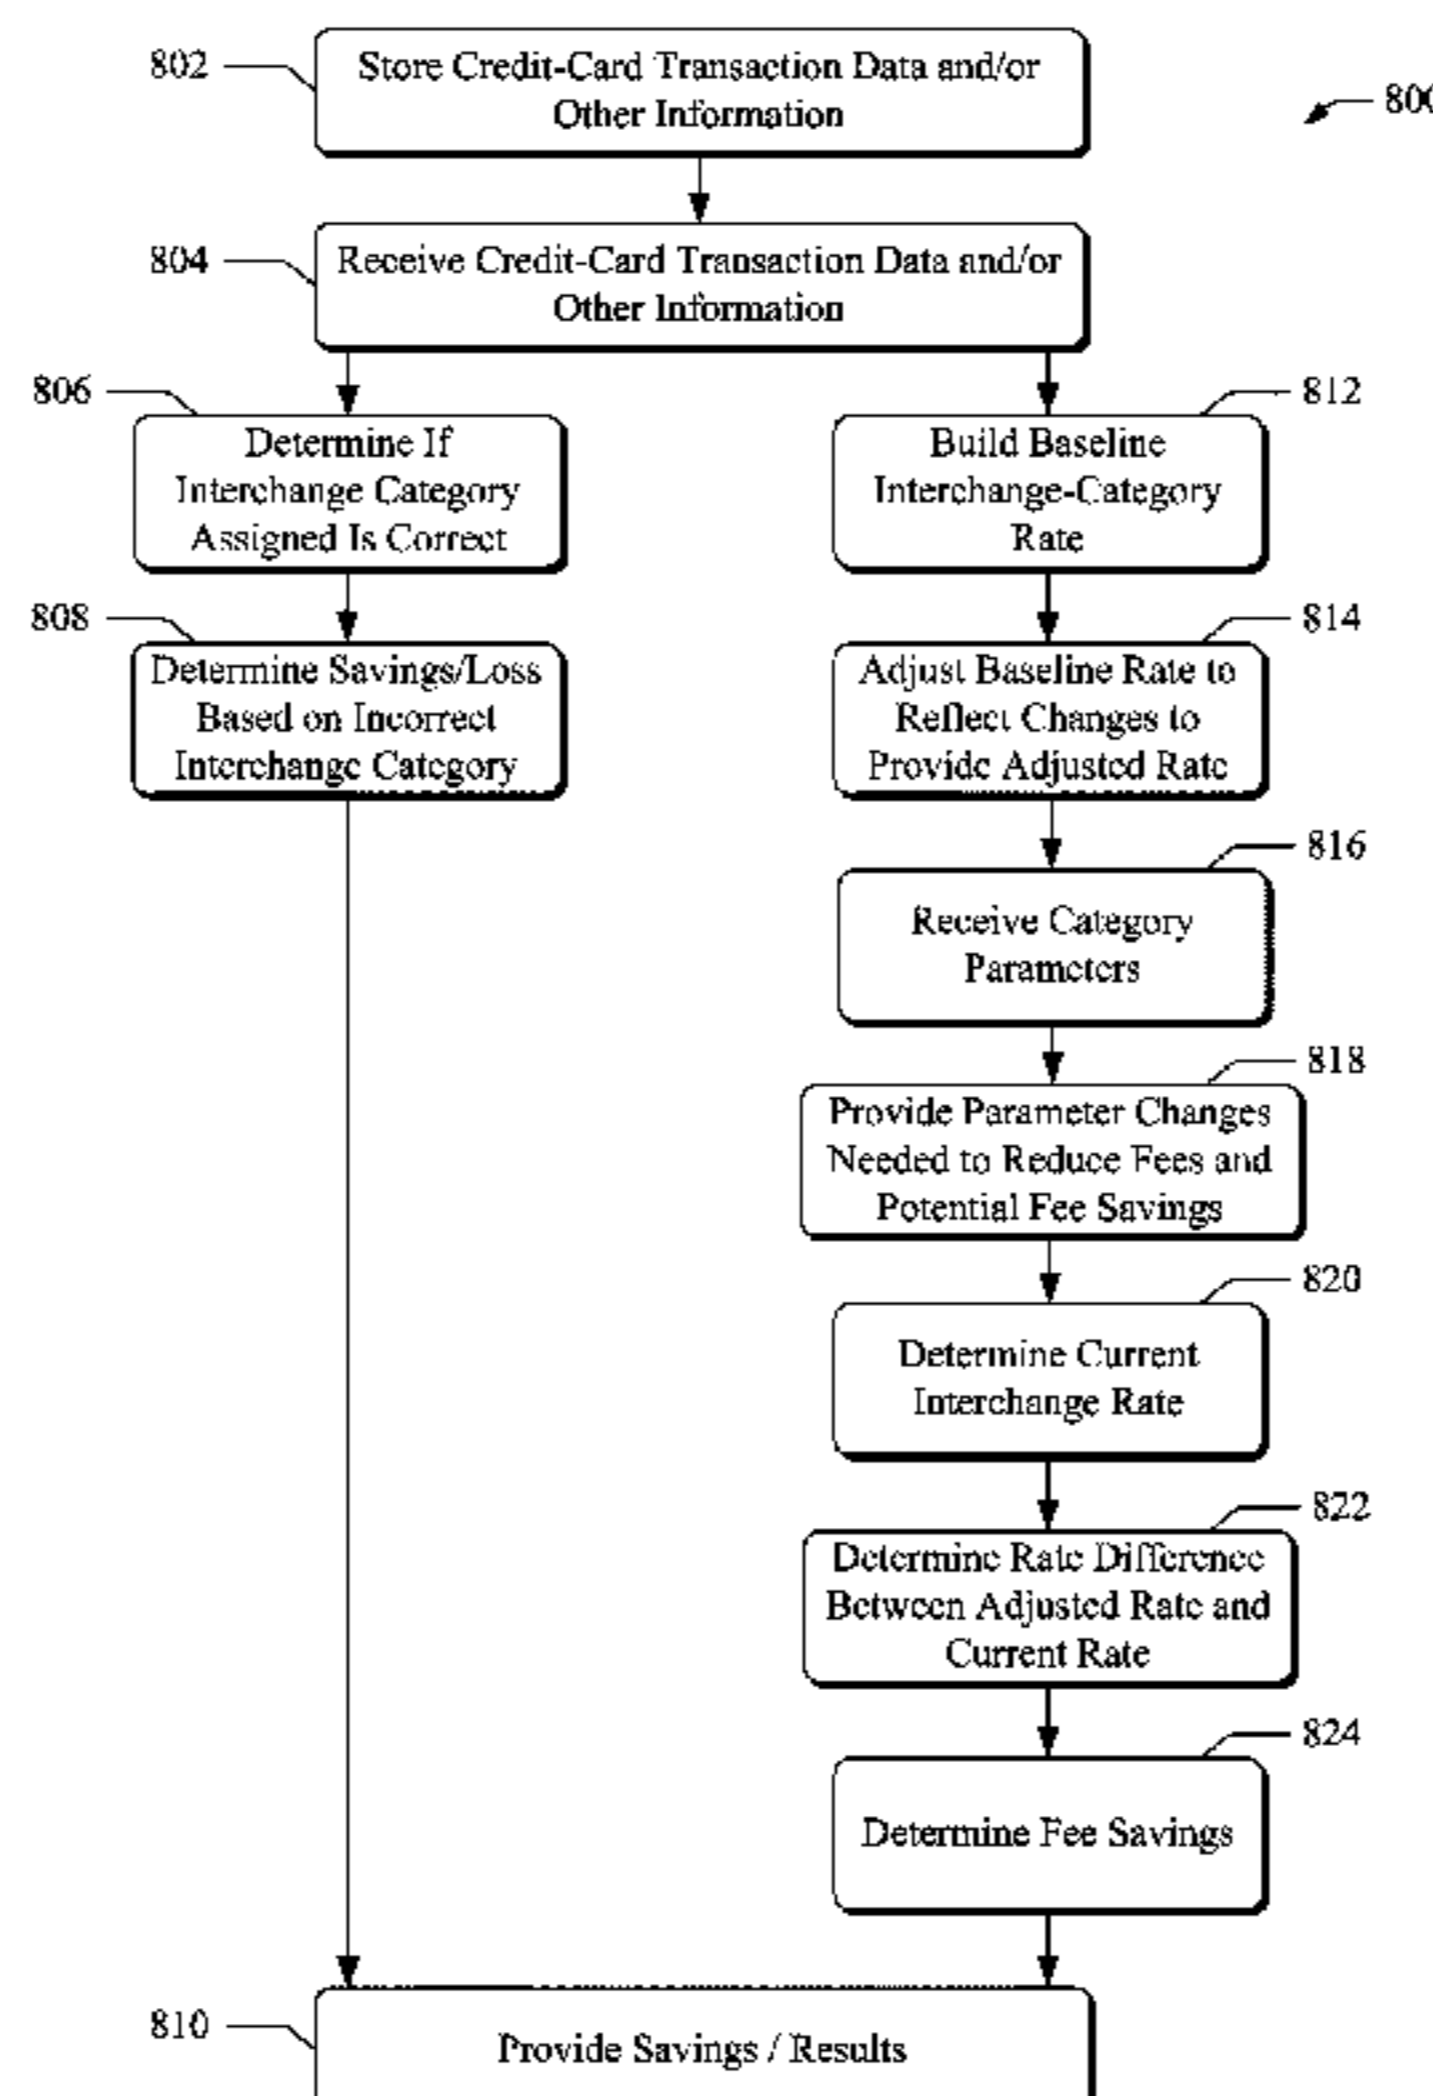 802
Store Credit-Card Transaction Data and/or
Other Information
800
804
Receive Credit-Card Transaction Data and/or
Other Information
806
Determine If
Interchange Category
Assigned Is Correct
808
Determine Savings/Loss
Based on Incorrect
Interchange Category
812
Build Baseline
Interchange-Category
Rate
814
Adjust Baseline Rate to
Reflect Changes to
Provide Adjusted Rate
816
Receive Category
Parameters
818
Provide Parameter Changes
Needed to Reduce Fees and
Potential Fee Savings
820
Determine Current
Interchange Rate
822
Determine Rate Difference
Between Adjusted Rate and
Current Rate
824
Determine Fee Savings
810
Provide Savings / Results